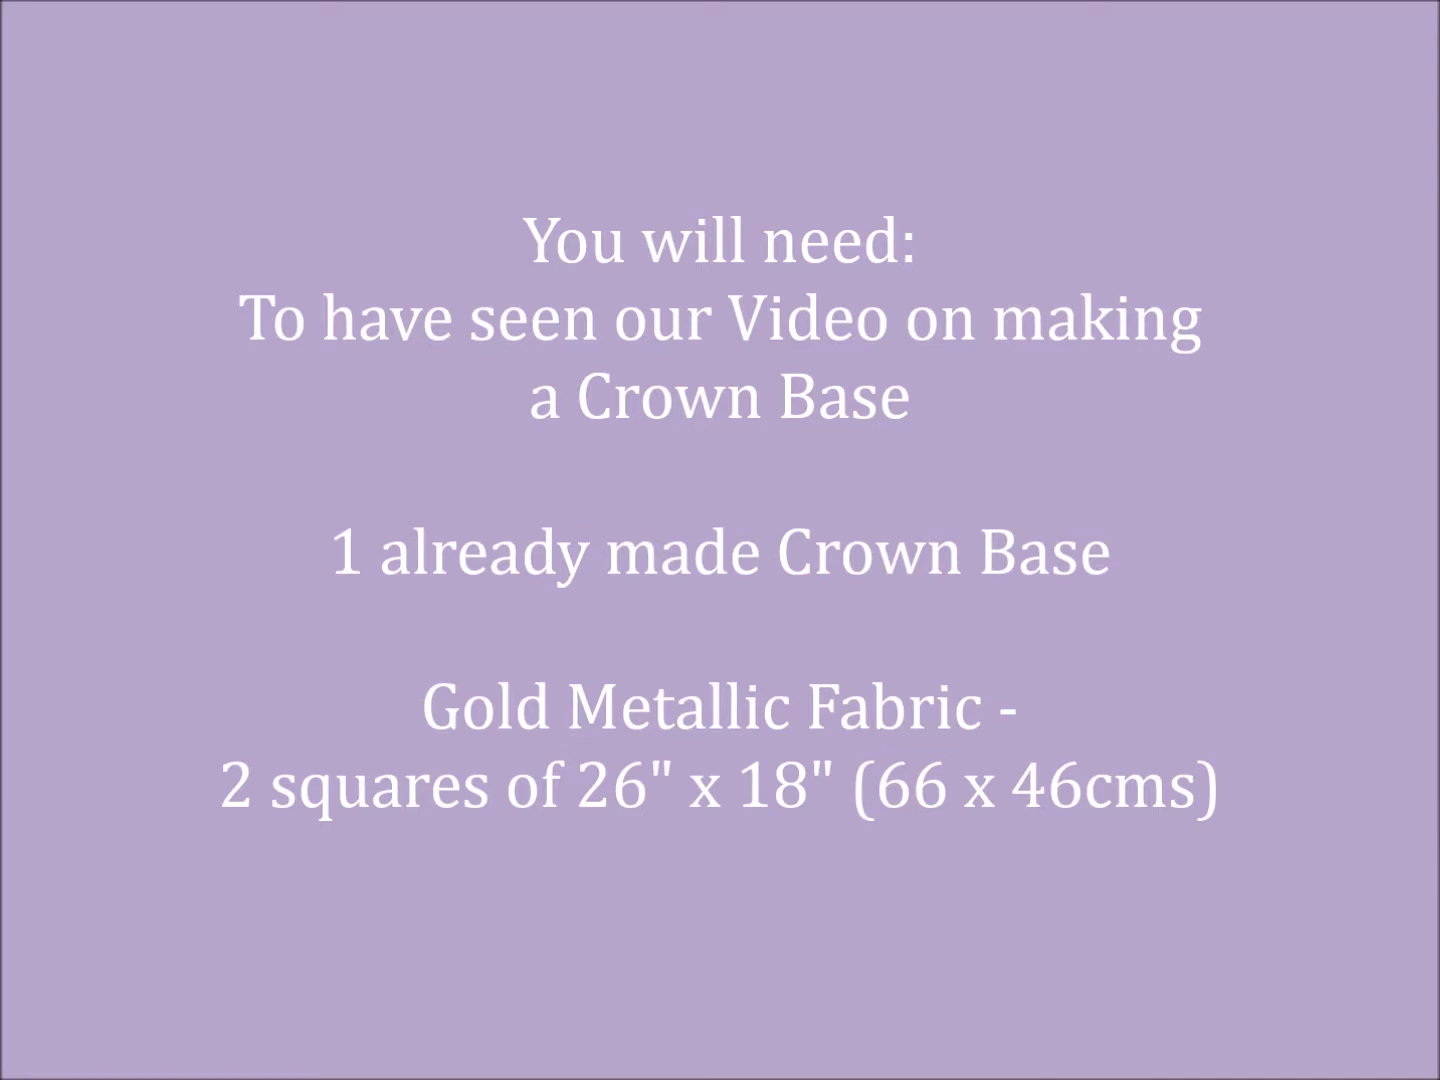 You will need:
To have seen our Video on making
a Crown Base
1 already made Crown Base
Gold Metallic Fabric -
2 squares of 26" x 18" (66 x 46cms)